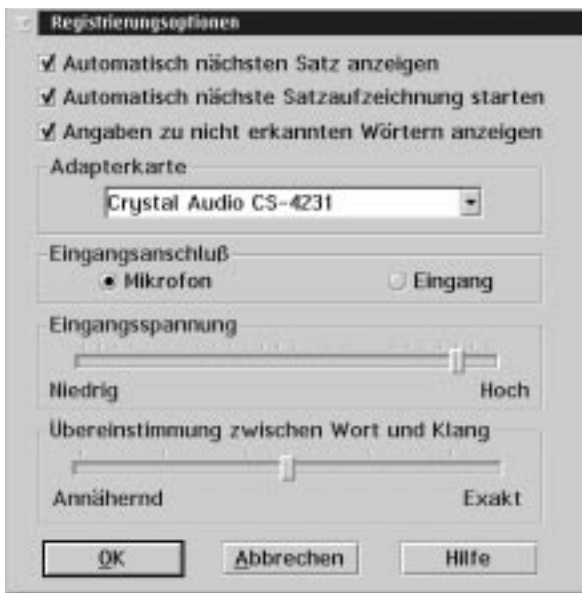 Registrierungsoptionen
Automatisch nächsten Satz anzeigen
Automatisch nächste Satzaufzeichnung starten
Angaben zu nicht erkannten Wörtern anzeigen
Adapterkarte
Crystal Audio CS-4231
Eingangsanschluß
Mikrofon Eingang
Eingangsspannung
Niedrig Hoch
Übereinstimmung zwischen Wort und Klang
Annähernd Exakt
OK Abbrechen Hilfe